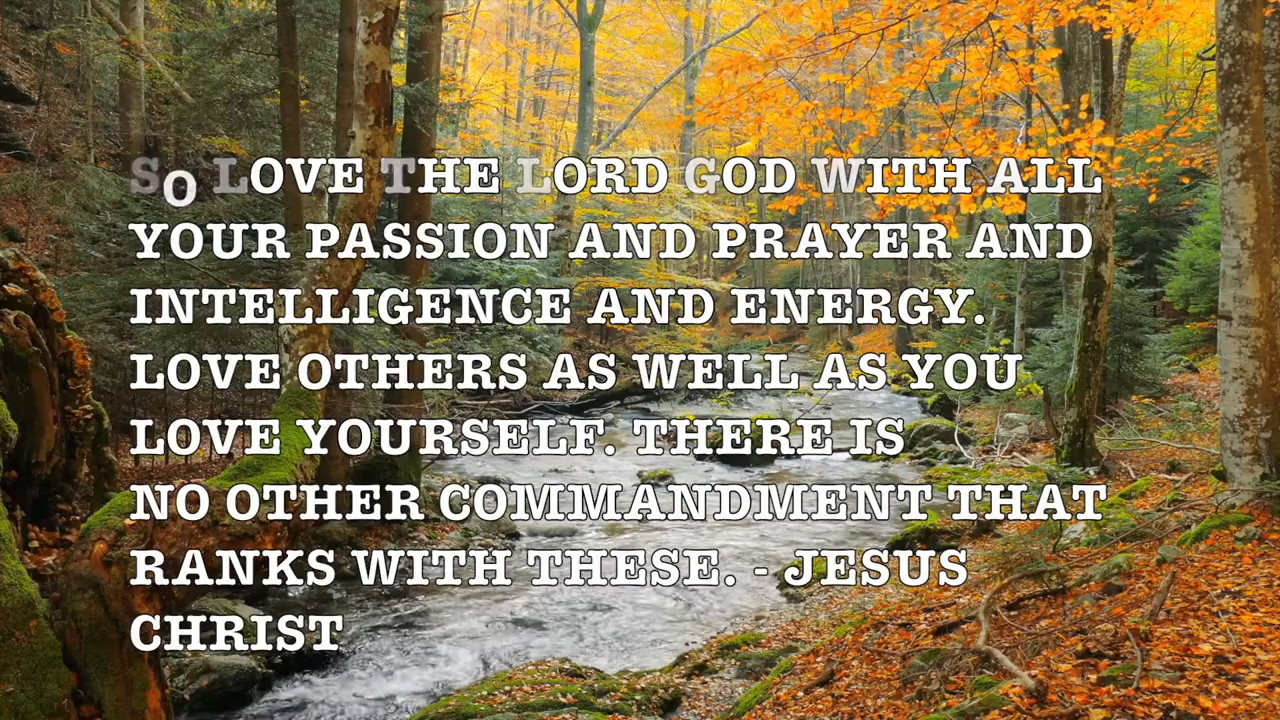 SO LOVE THE LORD GOD WITH ALL
YOUR PASSION AND PRAYER AND
INTELLIGENCE AND ENERGY.
LOVE OTHERS AS WELL AS YOU
LOVE YOURSELF. THERE IS
NO OTHER COMMANDMENT THAT
RANKS WITH THESE. - JESUS
CHRIST